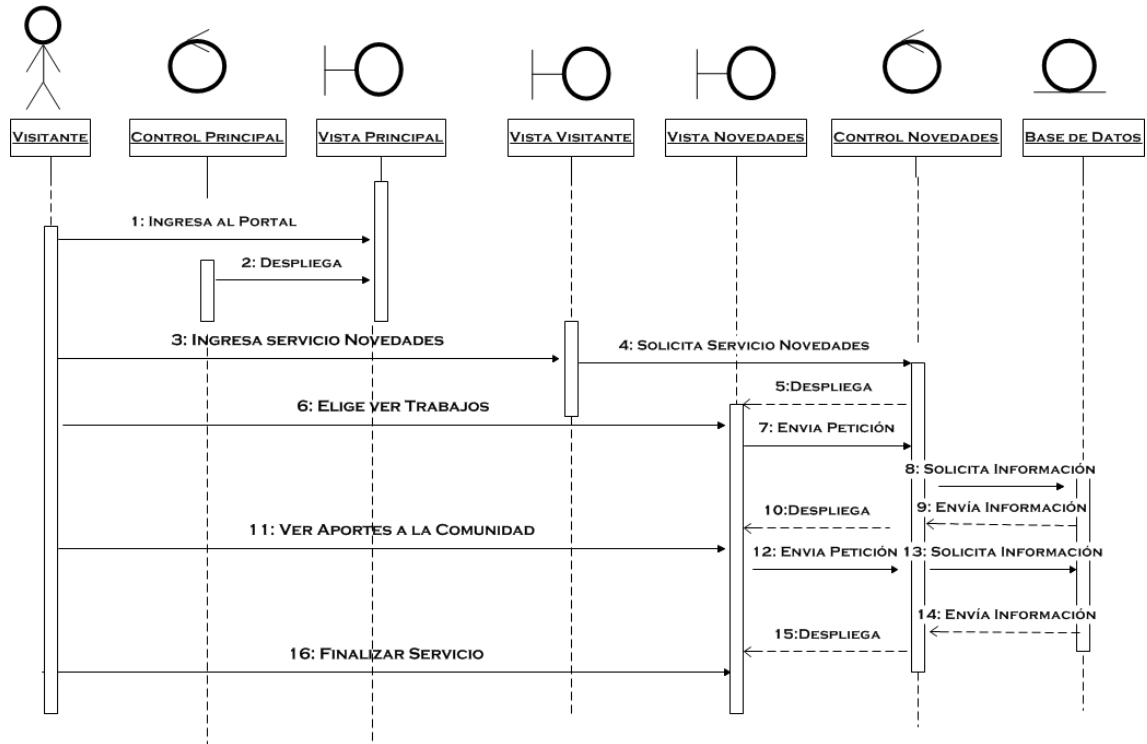 VISITANTE
CONTROL PRINCIPAL
VISTA PRINCIPAL
VISTA VISITANTE
VISTA NOVEDADES
CONTROL NOVEDADES
BASE DE DATOS
1: INGRESA AL PORTAL
2: DESPLIEGA
3: INGRESA SERVICIO NOVEDADES
4: SOLICITA SERVICIO NOVEDADES
5:DESPLIEGA
6: ELIGE VER TRABAJOS
7: ENVIA PETICIÓN
8: SOLICITA INFORMACIÓN
9: ENVÍA INFORMACIÓN
10:DESPLIEGA
11: VER APORTES A LA COMUNIDAD
12: ENVIA PETICIÓN
13: SOLICITA INFORMACIÓN
14: ENVÍA INFORMACIÓN
15:DESPLIEGA
16: FINALIZAR SERVICIO